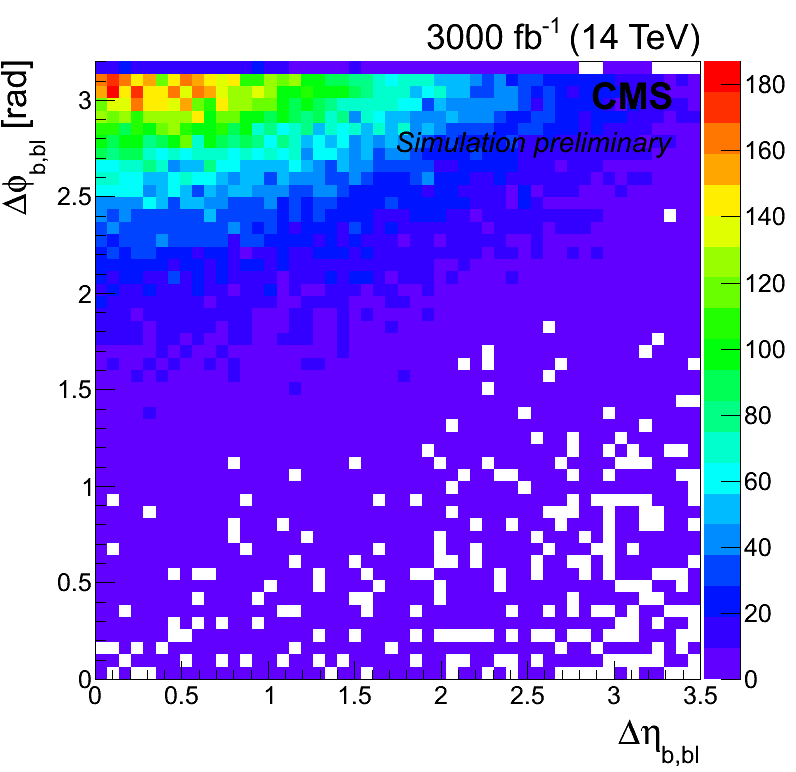 3000 fb-1 (14 TeV)
CMS
Simulation preliminary
Δϕb,bl [rad]
3
2.5
2
1.5
1
0.5
0
0 0.5 1 1.5 2 2.5 3 3.5
Δηb,bl
180
160
140
120
100
80
60
40
20
0